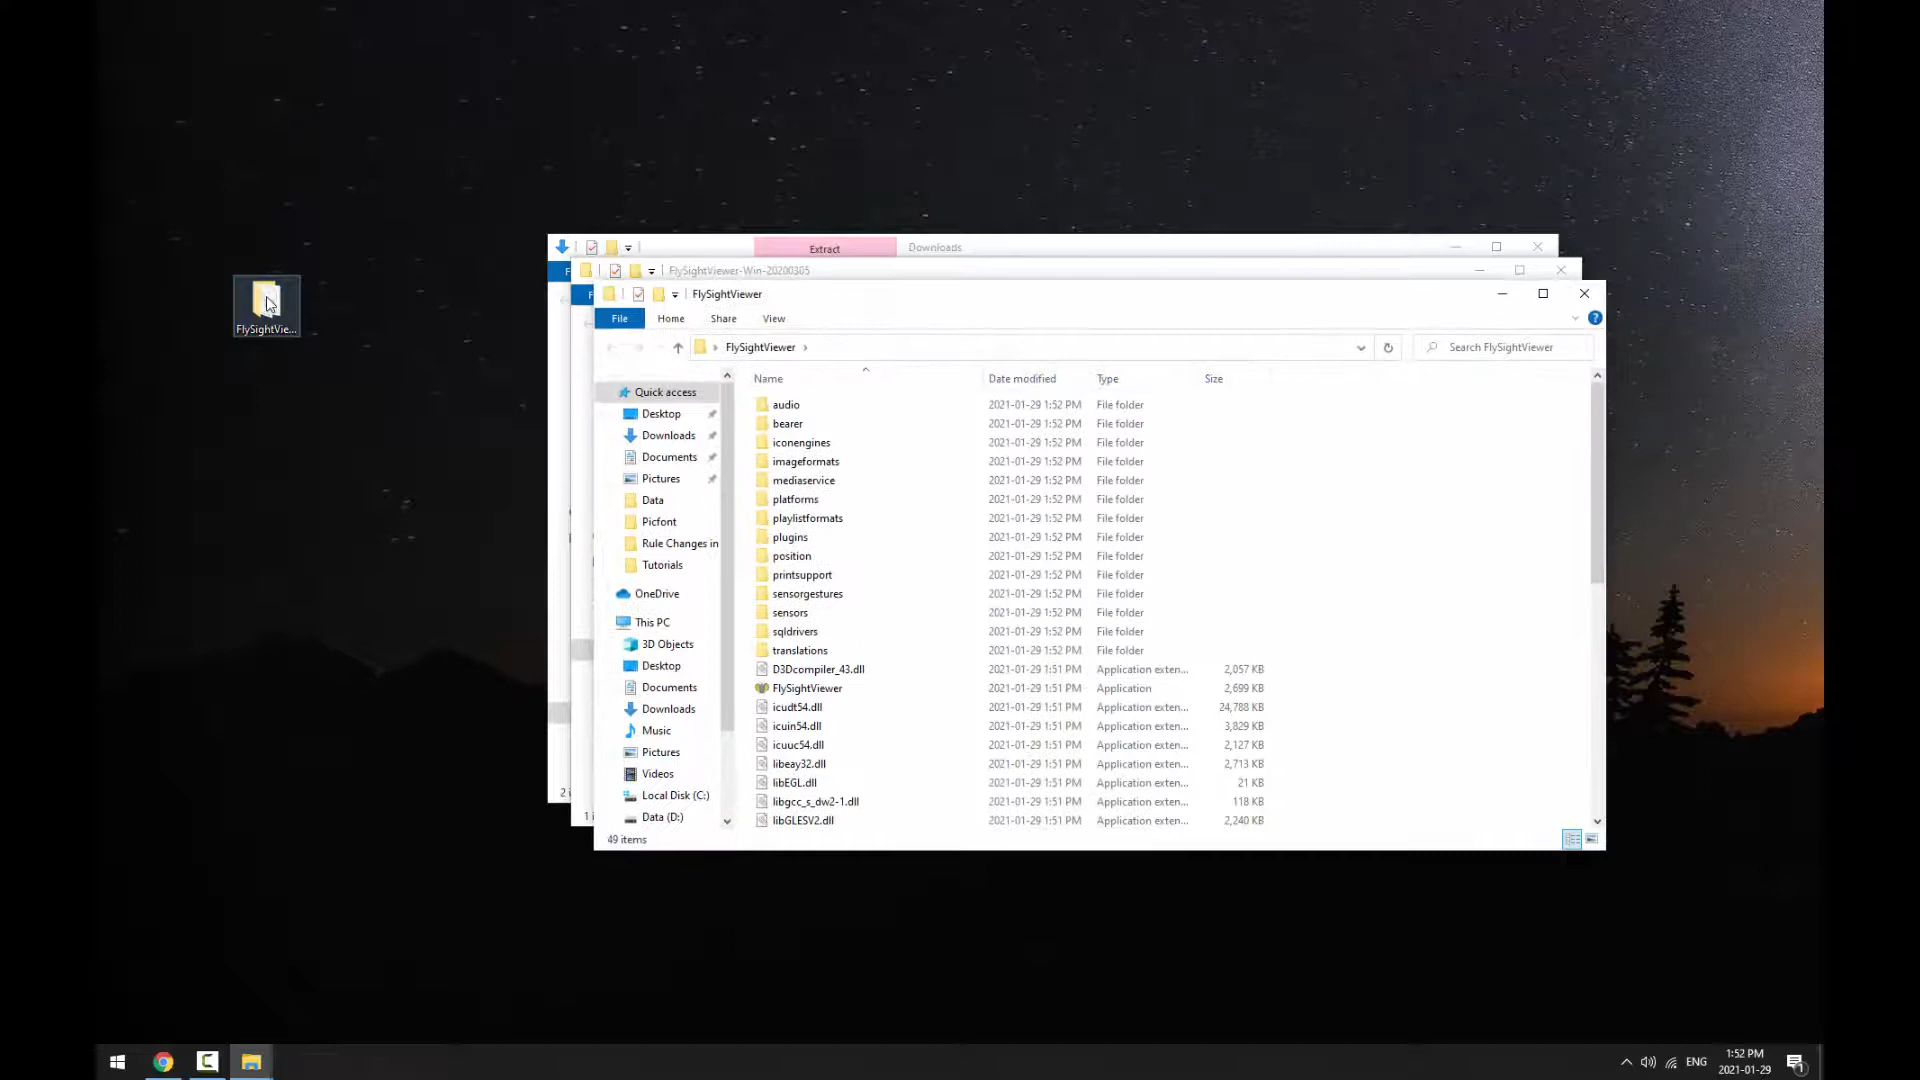 FlySightVie...
Extract
Downloads
FlySightViewer-Win-20200305
FlySightViewer
File
Home
Share
View
FlySightViewer
Search FlySightViewer
Quick access
Desktop
Downloads
Documents
Pictures
Data
Picfont
Rule Changes in
Tutorials
OneDrive
This PC
3D Objects
Desktop
Documents
Downloads
Music
Pictures
Videos
Local Disk (C:)
Data (D:)
Name Date modified Type Size
audio 2021-01-29 1:52 PM File folder
bearer 2021-01-29 1:52 PM File folder
iconengines 2021-01-29 1:52 PM File folder
imageformats 2021-01-29 1:52 PM File folder
mediaservice 2021-01-29 1:52 PM File folder
platforms 2021-01-29 1:52 PM File folder
playlistformats 2021-01-29 1:52 PM File folder
plugins 2021-01-29 1:52 PM File folder
position 2021-01-29 1:52 PM File folder
printsupport 2021-01-29 1:52 PM File folder
sensorgestures 2021-01-29 1:52 PM File folder
sensors 2021-01-29 1:52 PM File folder
sqldrivers 2021-01-29 1:52 PM File folder
translations 2021-01-29 1:52 PM File folder
D3Dcompiler_43.dll 2021-01-29 1:51 PM Application exten... 2,057 KB
FlySightViewer 2021-01-29 1:51 PM Application 2,699 KB
icudt54.dll 2021-01-29 1:51 PM Application exten... 24,788 KB
icuin54.dll 2021-01-29 1:51 PM Application exten... 3,829 KB
icuuc54.dll 2021-01-29 1:51 PM Application exten... 2,127 KB
libeay32.dll 2021-01-29 1:51 PM Application exten... 2,713 KB
libEGL.dll 2021-01-29 1:51 PM Application exten... 21 KB
libgcc_s_dw2-1.dll 2021-01-29 1:51 PM Application exten... 118 KB
libGLESV2.dll 2021-01-29 1:51 PM Application exten... 2,240 KB
49 items
ENG
1:52 PM
2021-01-29
1